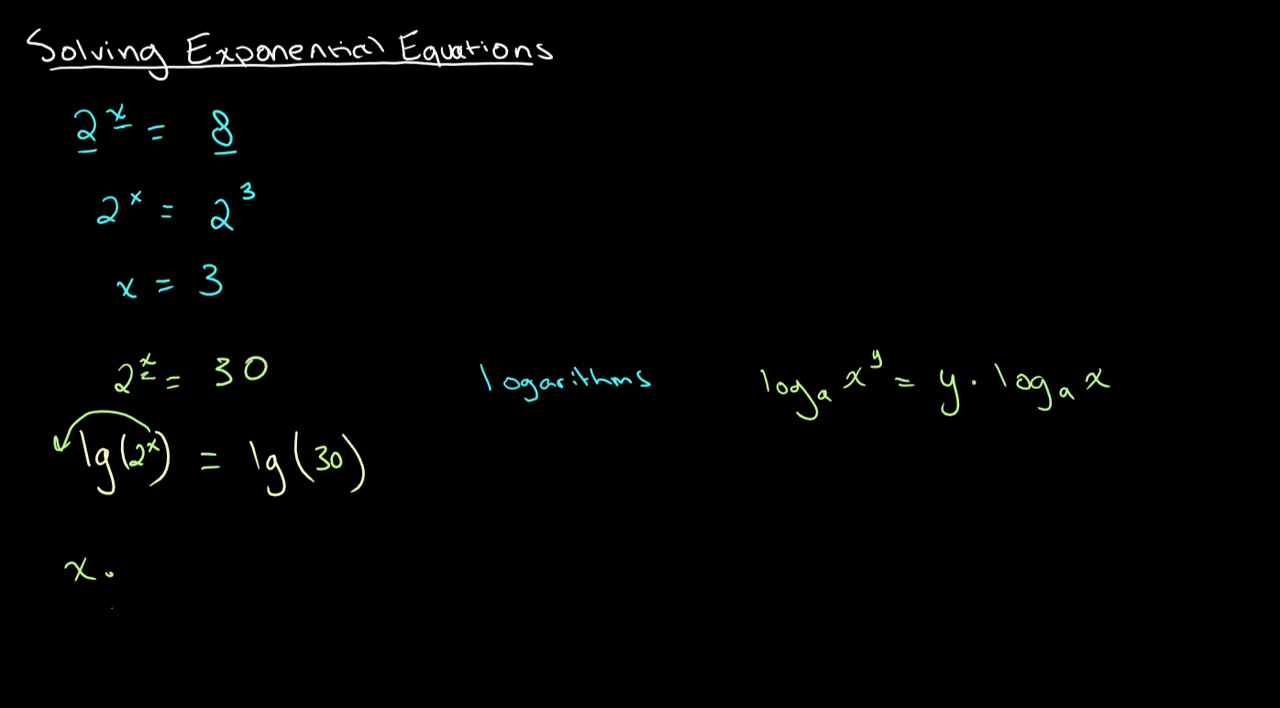 Solving Exponential Equations
2^x = 8
2^x = 2^3
x = 3
2^x = 30 logarithms log_a x^y = y · log_a x
lg(2^x) = lg(30)
x ·